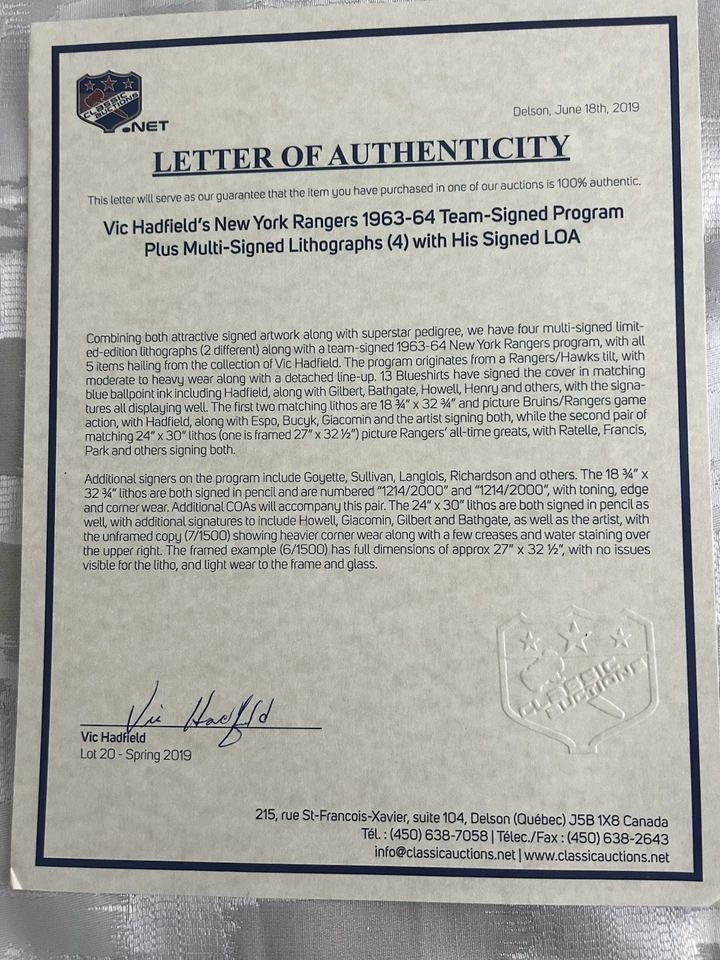 CLASSIC
AUCTIONS
.NET
Delson, June 18th, 2019
LETTER OF AUTHENTICITY
This letter will serve as our guarantee that the item you have purchased in one of our auctions is 100% authentic.
Vic Hadfield's New York Rangers 1963-64 Team-Signed Program
Plus Multi-Signed Lithographs (4) with His Signed LOA
Combining both attractive signed artwork along with superstar pedigree, we have four multi-signed limit-
ed-edition lithographs (2 different) along with a team-signed 1963-64 New York Rangers program, with all
5 items hailing from the collection of Vic Hadfield. The program originates from a Rangers/Hawks tilt, with
moderate to heavy wear along with a detached line-up. 13 Blueshirts have signed the cover in matching
blue ballpoint ink including Hadfield, along with Gilbert, Bathgate, Howell, Henry and others, with the signa-
tures all displaying well. The first two matching lithos are 18 ¾" x 32 ¾" and picture Bruins/Rangers game
action, with Hadfield, along with Espo, Bucyk, Giacomin and the artist signing both, while the second pair of
matching 24" x 30" lithos (one is framed 27" x 32 ½") picture Rangers' all-time greats, with Ratelle, Francis,
Park and others signing both.
Additional signers on the program include Goyette, Sullivan, Langlois, Richardson and others. The 18 ¾" x
32 ¾" lithos are both signed in pencil and are numbered "1214/2000" and "1214/2000", with toning, edge
and corner wear. Additional COAs will accompany this pair. The 24" x 30" lithos are both signed in pencil as
well, with additional signatures to include Howell, Giacomin, Gilbert and Bathgate, as well as the artist, with
the unframed copy (7/1500) showing heavier corner wear along with a few creases and water staining over
the upper right. The framed example (6/1500) has full dimensions of approx 27" x 32 ½", with no issues
visible for the litho, and light wear to the frame and glass.
CLASSIC
AUCTIONS
Vic Hadfield
Vic Hadfield
Lot 20 - Spring 2019
215, rue St-Francois-Xavier, suite 104, Delson (Québec) J5B 1X8 Canada
Tél. : (450) 638-7058 | Télec./Fax : (450) 638-2643
info@classicauctions.net | www.classicauctions.net